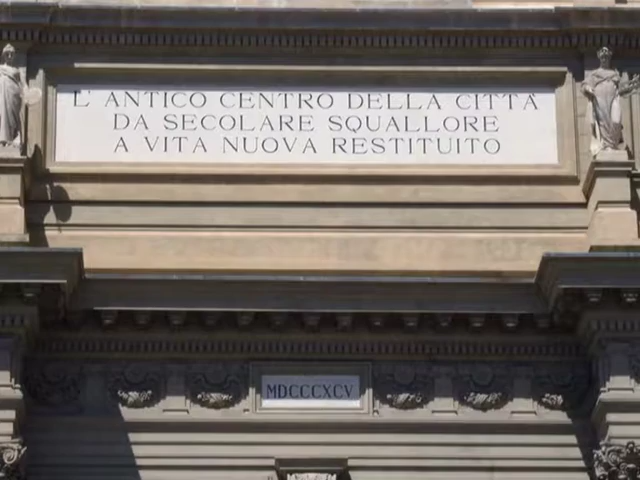 L' ANTICO CENTRO DELLA CITTÀ
DA SECOLARE SQUALLORE
A VITA NUOVA RESTITUITO
MDCCCXCV